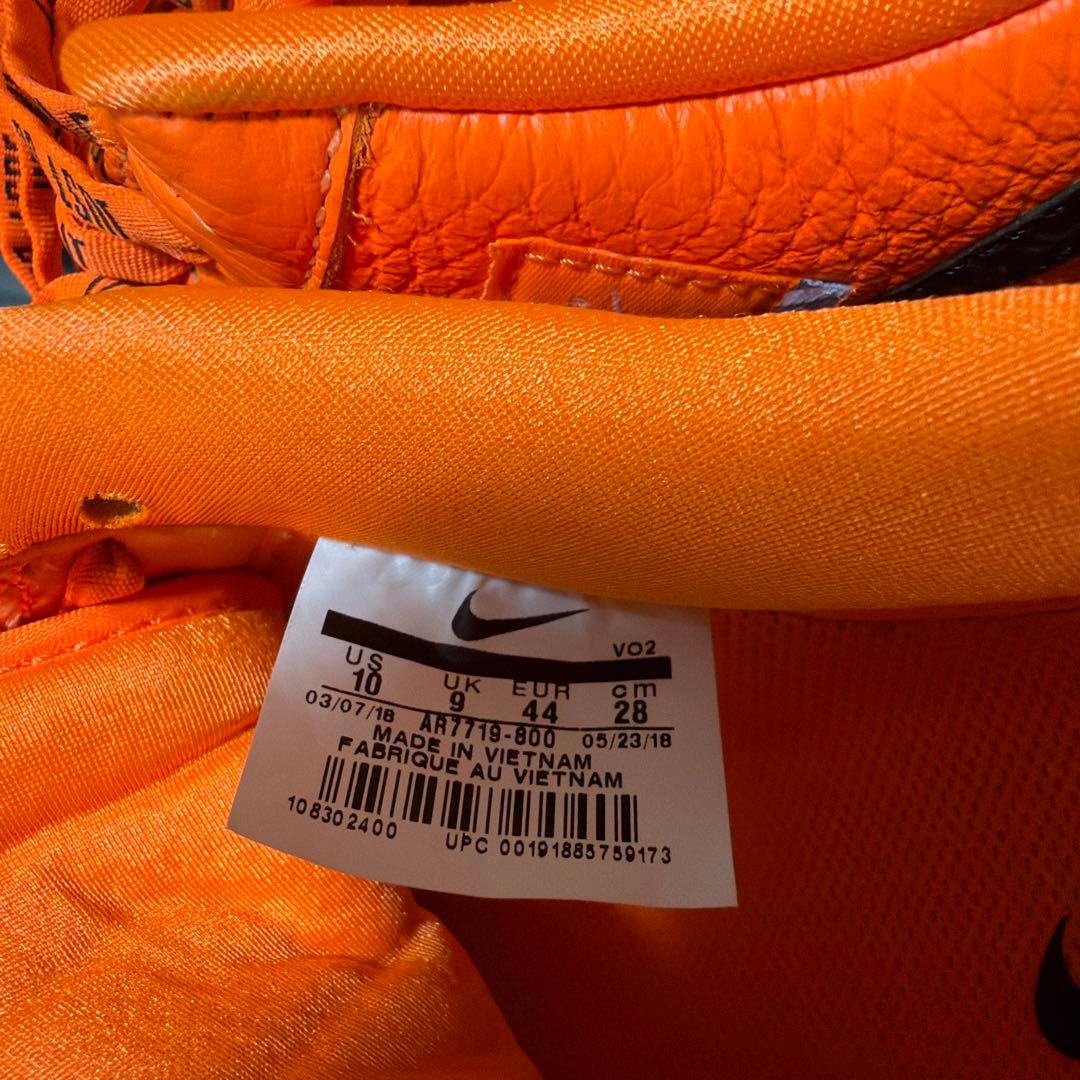 VO2
US UK EUR cm
10 9 44 28
03/07/18 AR7719-800 05/23/18
MADE IN VIETNAM
FABRIQUE AU VIETNAM
108302400
UPC 00191885759173